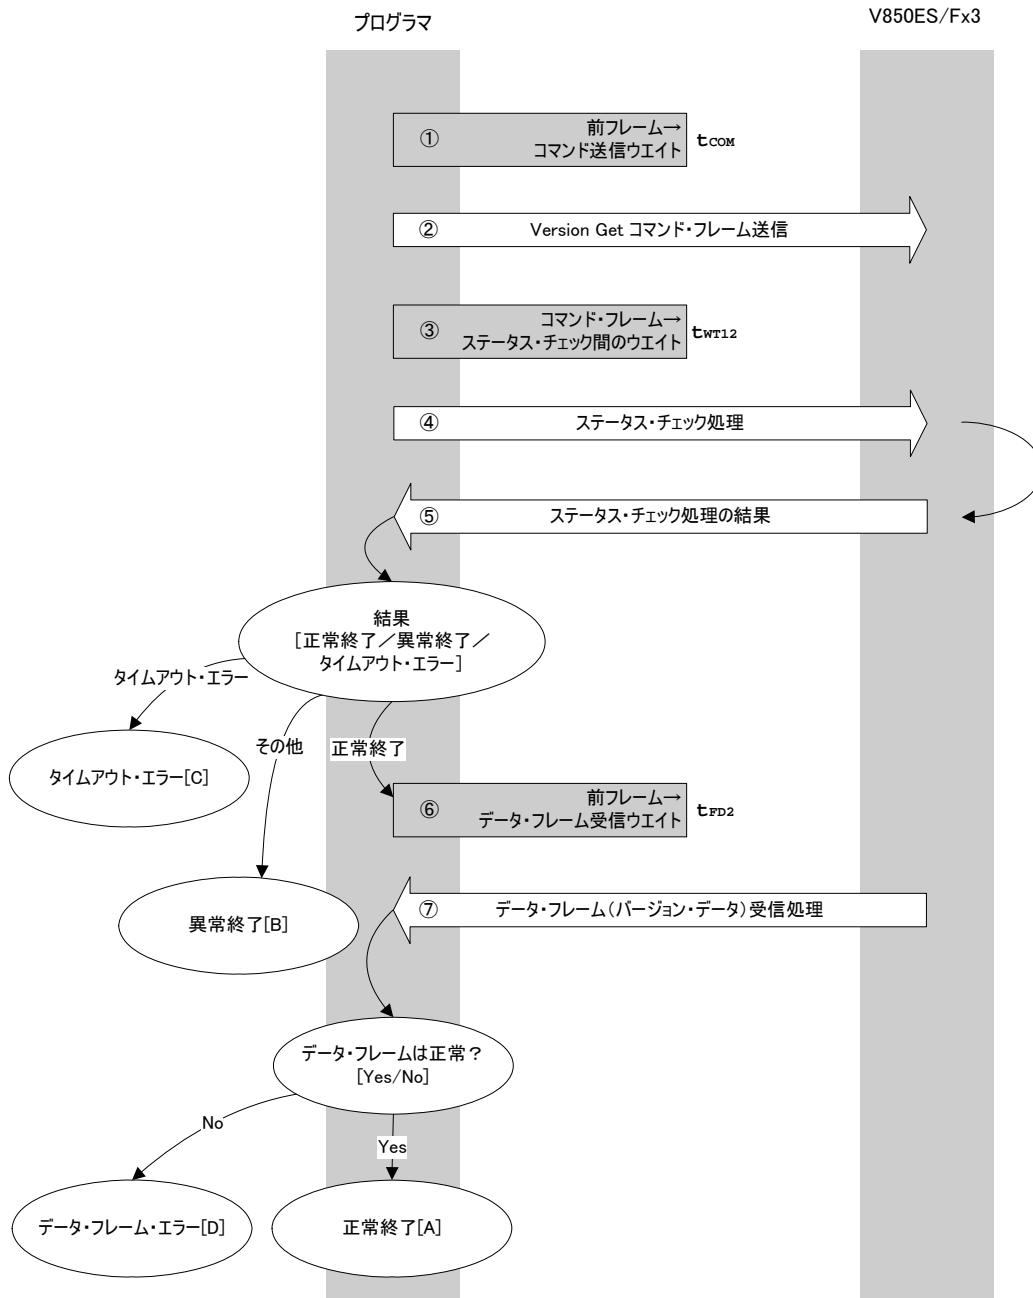 プログラマ
V850ES/Fx3
① 前フレーム→
コマンド送信ウエイト
tCOM
② Version Get コマンド・フレーム送信
③ コマンド・フレーム→
ステータス・チェック間のウエイト
tWT12
④ ステータス・チェック処理
⑤ ステータス・チェック処理の結果
結果
[正常終了／異常終了／
タイムアウト・エラー]
タイムアウト・エラー
その他
正常終了
タイムアウト・エラー[C]
⑥ 前フレーム→
データ・フレーム受信ウエイト
tFD2
異常終了[B]
⑦ データ・フレーム（バージョン・データ）受信処理
データ・フレームは正常？
[Yes/No]
No
Yes
データ・フレーム・エラー[D]
正常終了[A]